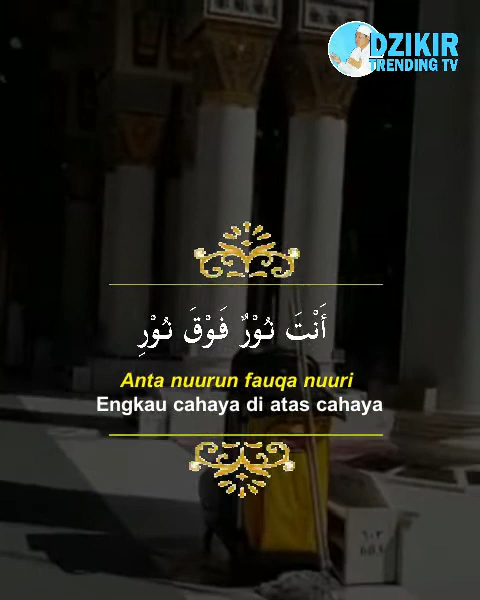 DZIKIR
TRENDING TV
أَنْتَ نُوْرٌ فَوْقَ نُوْرِ
Anta nuurun fauqa nuuri
Engkau cahaya di atas cahaya